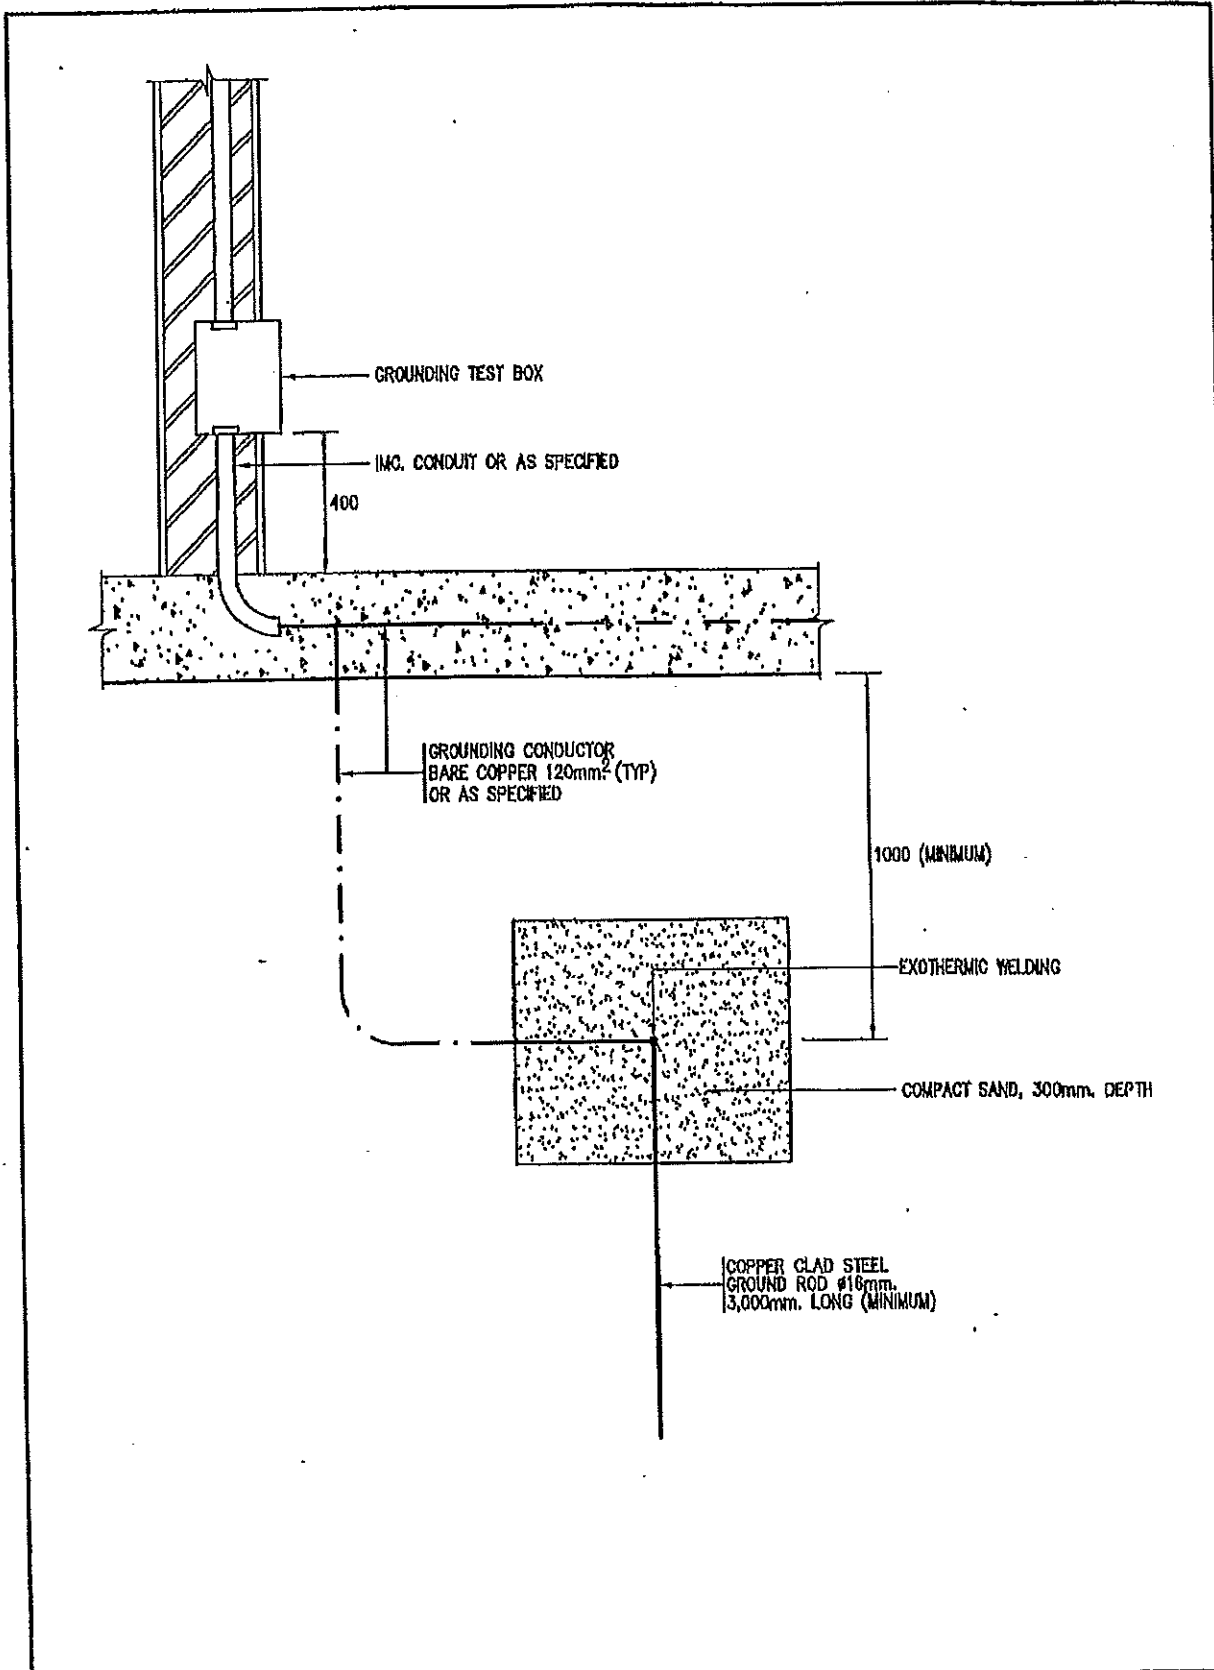 GROUNDING TEST BOX
IMC. CONDUIT OR AS SPECIFIED
400
GROUNDING CONDUCTOR
BARE COPPER 120mm² (TYP)
OR AS SPECIFIED
1000 (MINIMUM)
EXOTHERMIC WELDING
COMPACT SAND, 300mm. DEPTH
COPPER CLAD STEEL
GROUND ROD ø16mm.
3,000mm. LONG (MINIMUM)